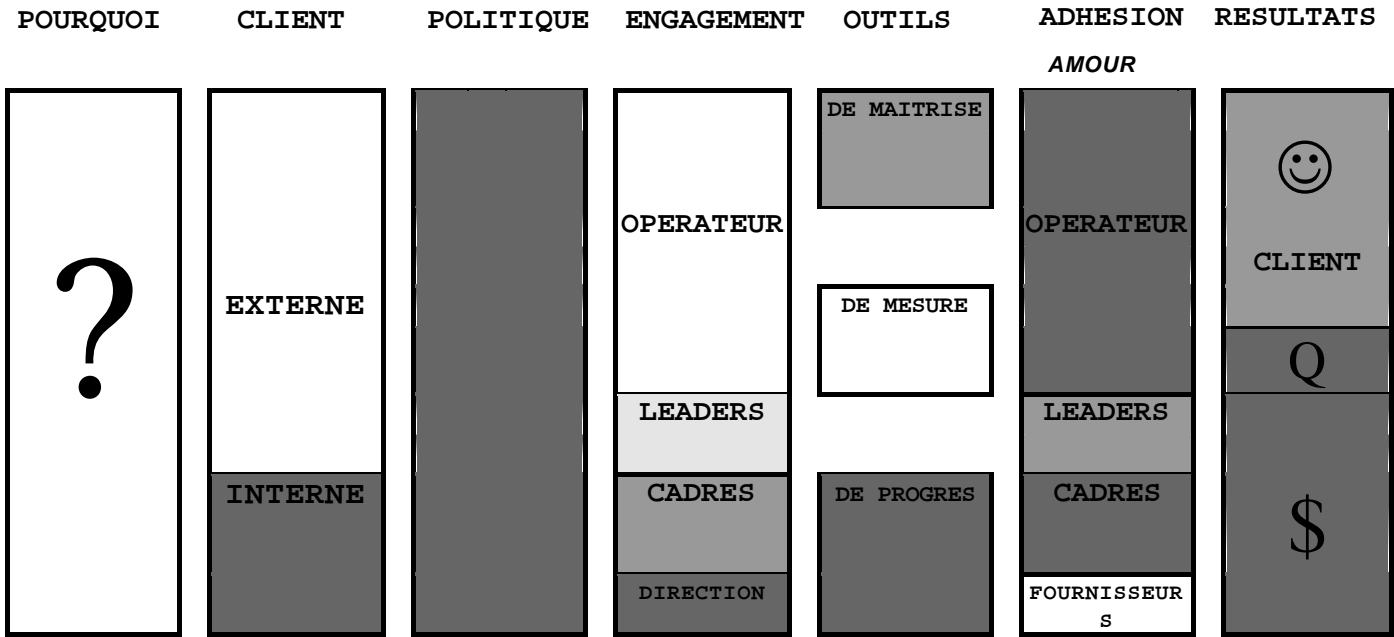 POURQUOI CLIENT POLITIQUE ENGAGEMENT OUTILS ADHESION RESULTATS
AMOUR
?
EXTERNE
INTERNE
OPERATEUR
LEADERS
CADRES
DIRECTION
DE MAITRISE
DE MESURE
DE PROGRES
OPERATEUR
LEADERS
CADRES
FOURNISSEUR
S
CLIENT
Q
$